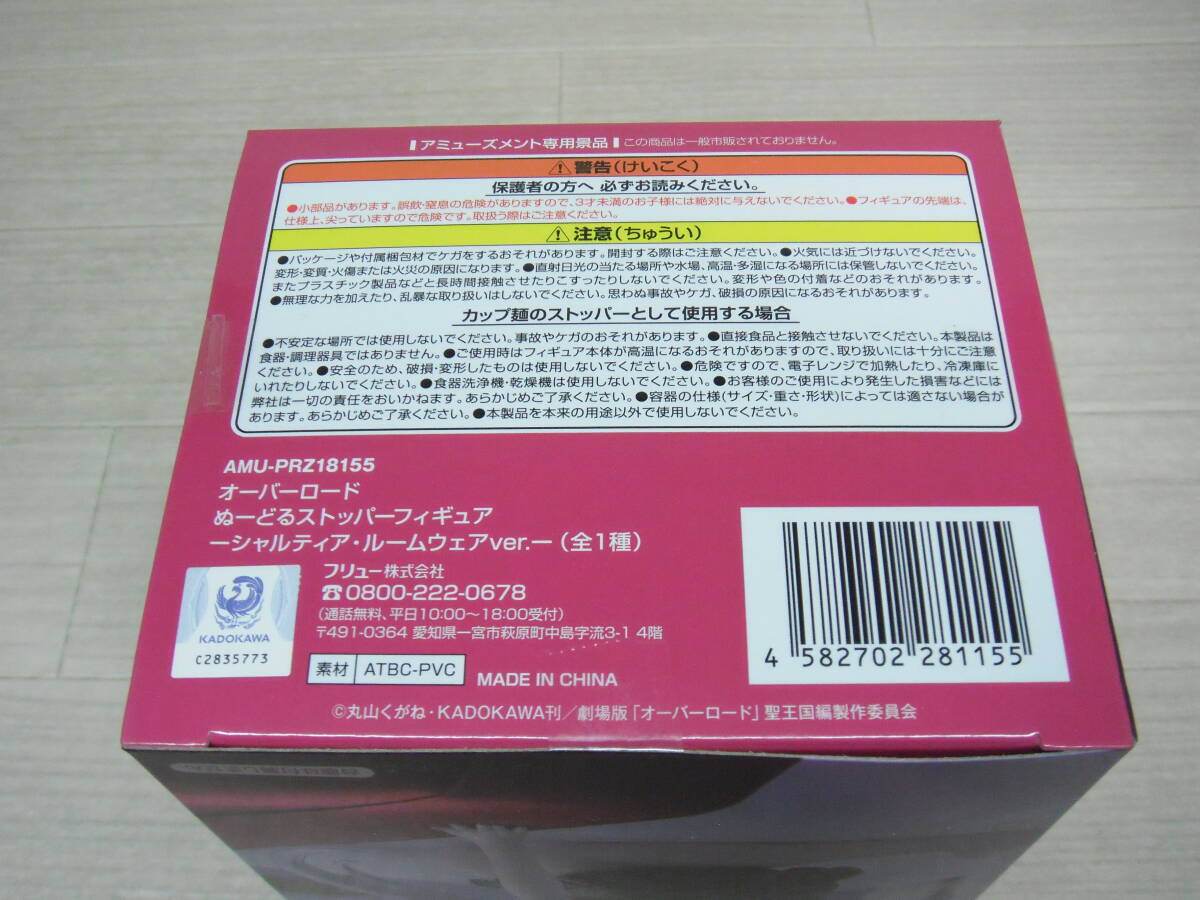 アミューズメント専用景品 この商品は一般市販されておりません。
警告(けいこく)
保護者の方へ 必ずお読みください。
●小部品があります。誤飲・窒息の危険がありますので、3才未満のお子様には絶対に与えないでください。●フィギュアの先端は、
仕様上、尖っていますので危険です。取扱う際はご注意ください。
注意(ちゅうい)
●パッケージや付属梱包材でケガをするおそれがあります。開封する際はご注意ください。●火気には近づけないでください。
変形・変質・火傷または火災の原因になります。●直射日光の当たる場所や水場、高温・多湿になる場所には保管しないでください。
またプラスチック製品などと長時間接触させたりこすったりしないでください。変形や色の付着などのおそれがあります。
●無理な力を加えたり、乱暴な取り扱いはしないでください。思わぬ事故やケガ、破損の原因になるおそれがあります。
カップ麺のストッパーとして使用する場合
●不安定な場所では使用しないでください。事故やケガのおそれがあります。●直接食品と接触させないでください。本製品は
食器・調理器具ではありません。●ご使用時はフィギュア本体が高温になるおそれがありますので、取り扱いには十分にご注意
ください。●安全のため、破損・変形したものは使用しないでください。●危険ですので、電子レンジで加熱したり、冷凍庫に
いれたりしないでください。●食器洗浄機・乾燥機は使用しないでください。●お客様のご使用により発生した損害などには
弊社は一切の責任をおいかねます。あらかじめご了承ください。●容器の仕様(サイズ・重さ・形状)によっては適さない場合が
あります。あらかじめご了承ください。●本製品を本来の用途以外で使用しないでください。
AMU-PRZ18155
オーバーロード
ぬーどるストッパーフィギュア
ーシャルティア・ルームウェアver.ー(全1種)
フリュー株式会社
☎0800-222-0678
(通話無料、平日10:00〜18:00受付)
〒491-0364 愛知県一宮市萩原町中島字流3-1 4階
KADOKAWA
C2835773
素材 ATBC-PVC MADE IN CHINA
4 582702 281155
©丸山くがね・KADOKAWA刊/劇場版「オーバーロード」聖王国編製作委員会